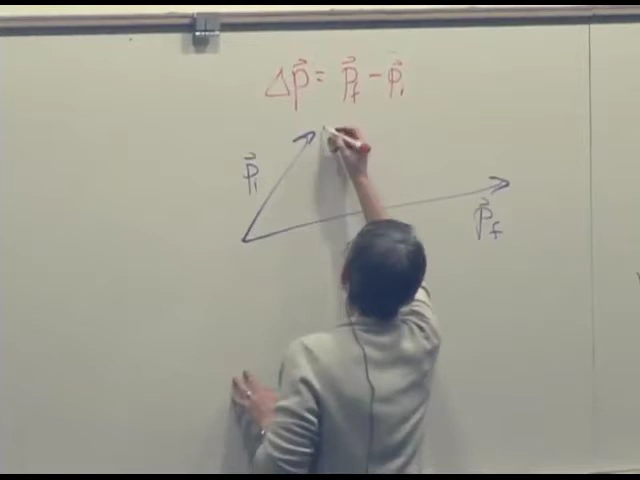 Δp⃗ = p⃗f − p⃗i
p⃗i
p⃗f